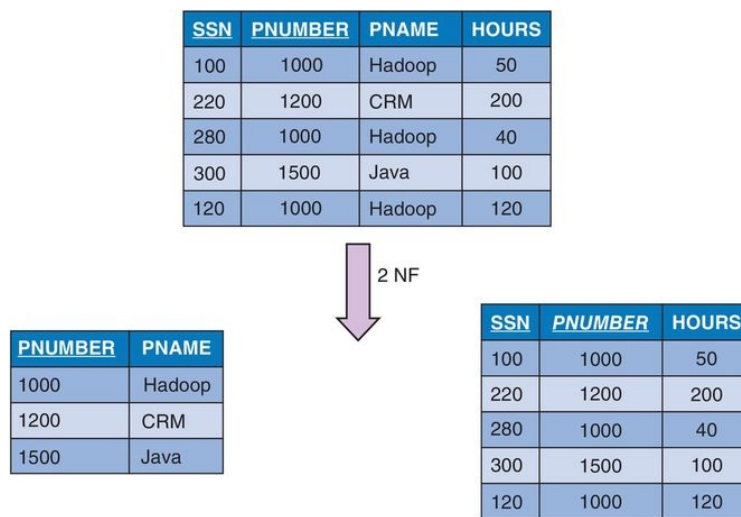 SSN PNUMBER PNAME HOURS
100 1000 Hadoop 50
220 1200 CRM 200
280 1000 Hadoop 40
300 1500 Java 100
120 1000 Hadoop 120
2 NF
PNUMBER PNAME
1000 Hadoop
1200 CRM
1500 Java
SSN PNUMBER HOURS
100 1000 50
220 1200 200
280 1000 40
300 1500 100
120 1000 120